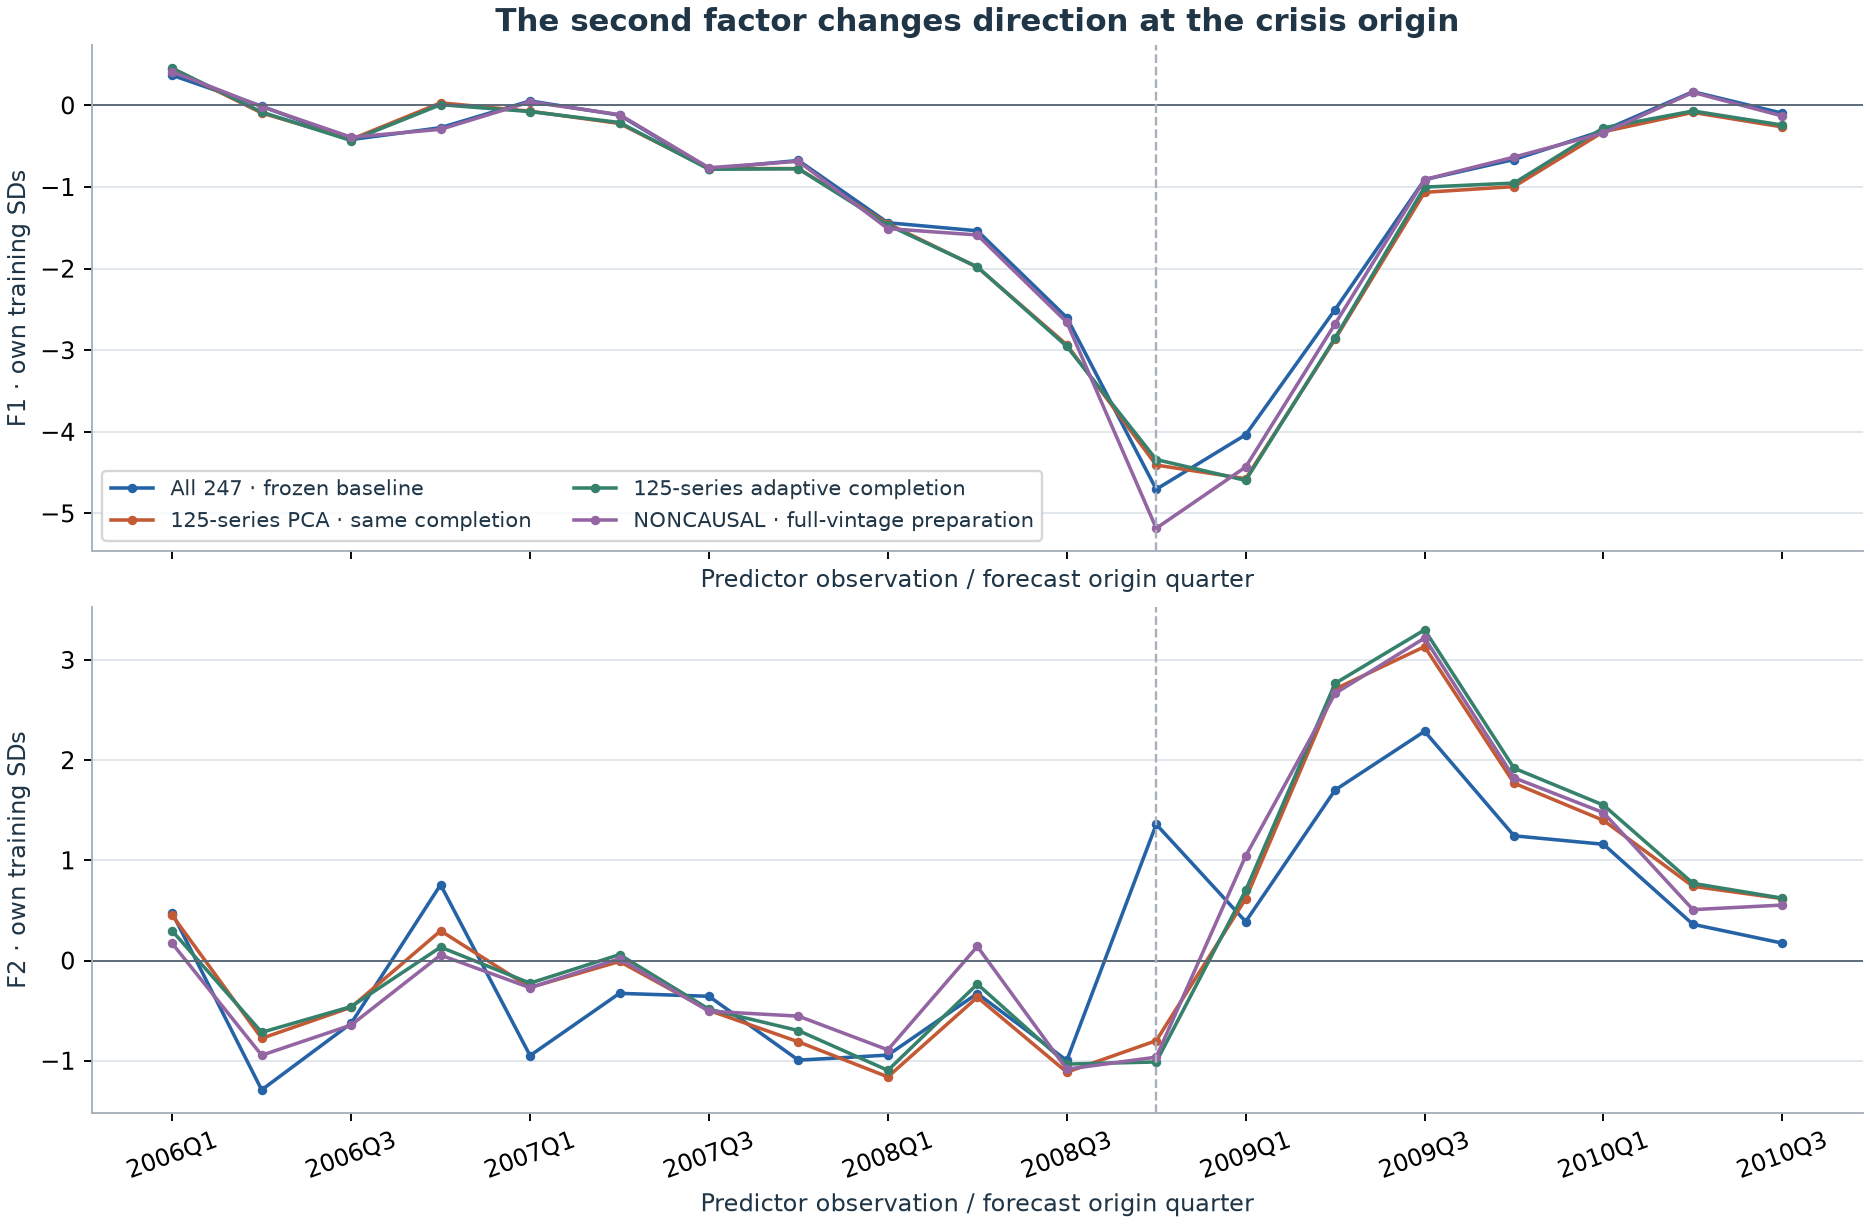 The second factor changes direction at the crisis origin
F1 · own training SDs
0
−1
−2
−3
−4
−5
All 247 · frozen baseline
125-series PCA · same completion
125-series adaptive completion
NONCAUSAL · full-vintage preparation
Predictor observation / forecast origin quarter
F2 · own training SDs
3
2
1
0
−1
2006Q1
2006Q3
2007Q1
2007Q3
2008Q1
2008Q3
2009Q1
2009Q3
2010Q1
2010Q3
Predictor observation / forecast origin quarter